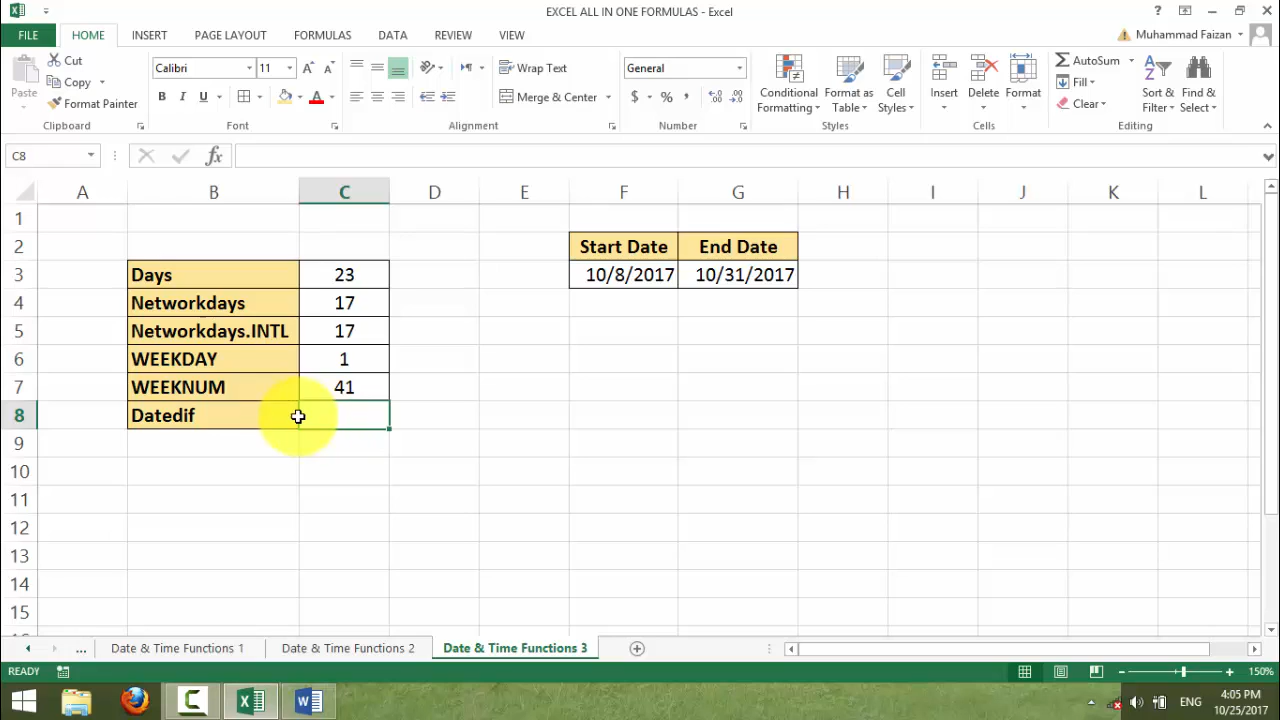 EXCEL ALL IN ONE FORMULAS - Excel
FILE HOME INSERT PAGE LAYOUT FORMULAS DATA REVIEW VIEW Muhammad Faizan
Paste Cut Copy Format Painter
Calibri 11
B I U A
Wrap Text
Merge & Center
General
$ % ,
Conditional Formatting Format as Table Cell Styles
Insert Delete Format
AutoSum Fill Clear
Sort & Filter Find & Select
Clipboard Font Alignment Number Styles Cells Editing
C8 fx
A B C D E F G H I J K L
1
2 Start Date End Date
3 Days 23 10/8/2017 10/31/2017
4 Networkdays 17
5 Networkdays.INTL 17
6 WEEKDAY 1
7 WEEKNUM 41
8 Datedif
9
10
11
12
13
14
15
... Date & Time Functions 1 Date & Time Functions 2 Date & Time Functions 3
READY 150%
ENG 4:05 PM
10/25/2017